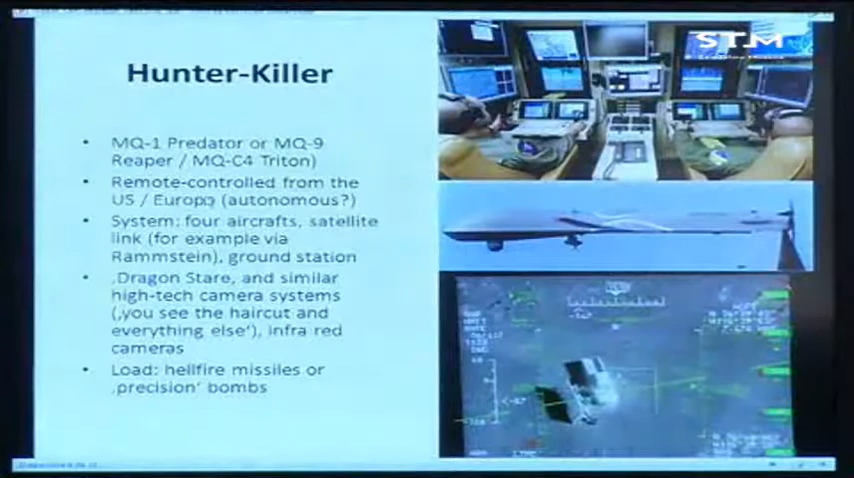 STM
Hunter-Killer
• MQ-1 Predator or MQ-9
Reaper / MQ-C4 Triton)
• Remote-controlled from the
US / Europa (autonomous?)
• System: four aircrafts, satellite
link (for example via
Rammstein), ground station
• ‚Dragon Stare, and similar
high-tech camera systems
(‚you see the haircut and
everything else‘), infra red
cameras
• Load: hellfire missiles or
‚precision‘ bombs